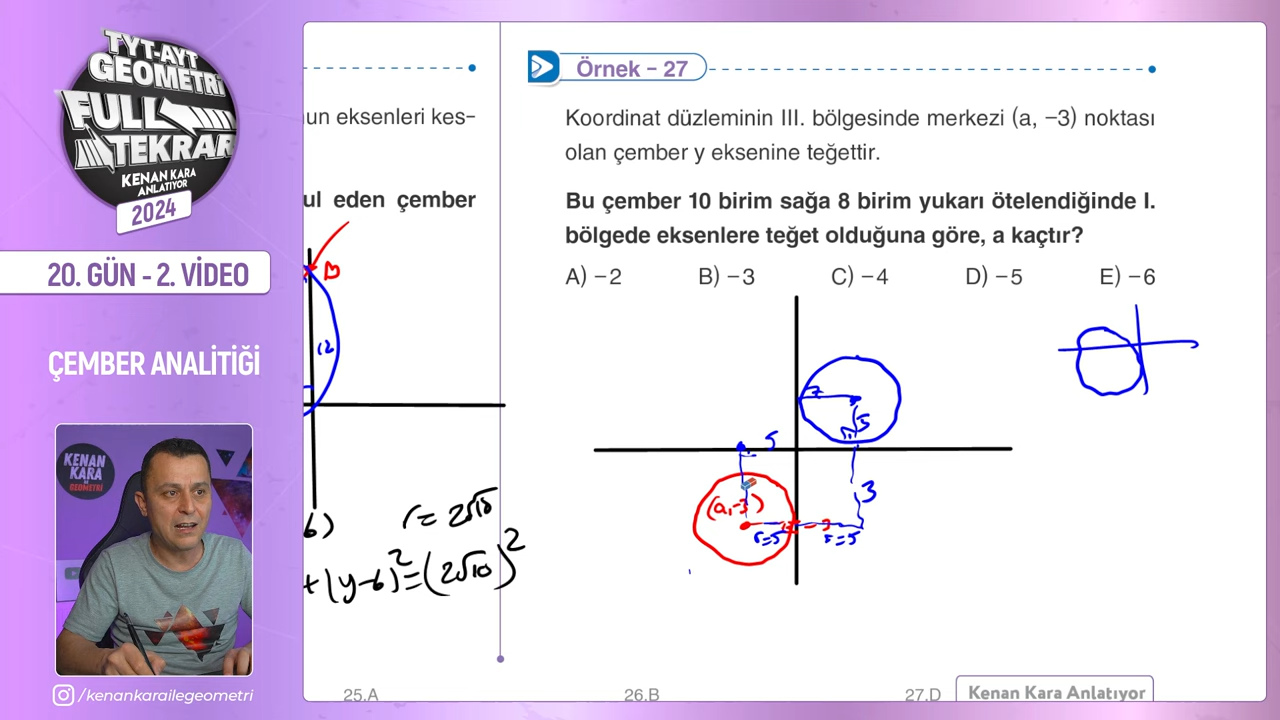 TYT-AYT
GEOMETRİ
FULL
TEKRAR
KENAN KARA
ANLATIYOR
2024
20. GÜN - 2. VİDEO
ÇEMBER ANALİTİĞİ
KENAN
KARA
GEOMETRİ
/kenankarailegeometri
un eksenleri kes-
ul eden çember
B
12
6)
r = 2√10
+(y-6)²=(2√10)²
25.A
26.B
27.D
Kenan Kara Anlatıyor
Örnek - 27
Koordinat düzleminin III. bölgesinde merkezi (a, -3) noktası
olan çember y eksenine teğettir.
Bu çember 10 birim sağa 8 birim yukarı ötelendiğinde I.
bölgede eksenlere teğet olduğuna göre, a kaçtır?
A) -2 B) -3 C) -4 D) -5 E) -6
5
5
3
(a,-3)
r=5
r=5